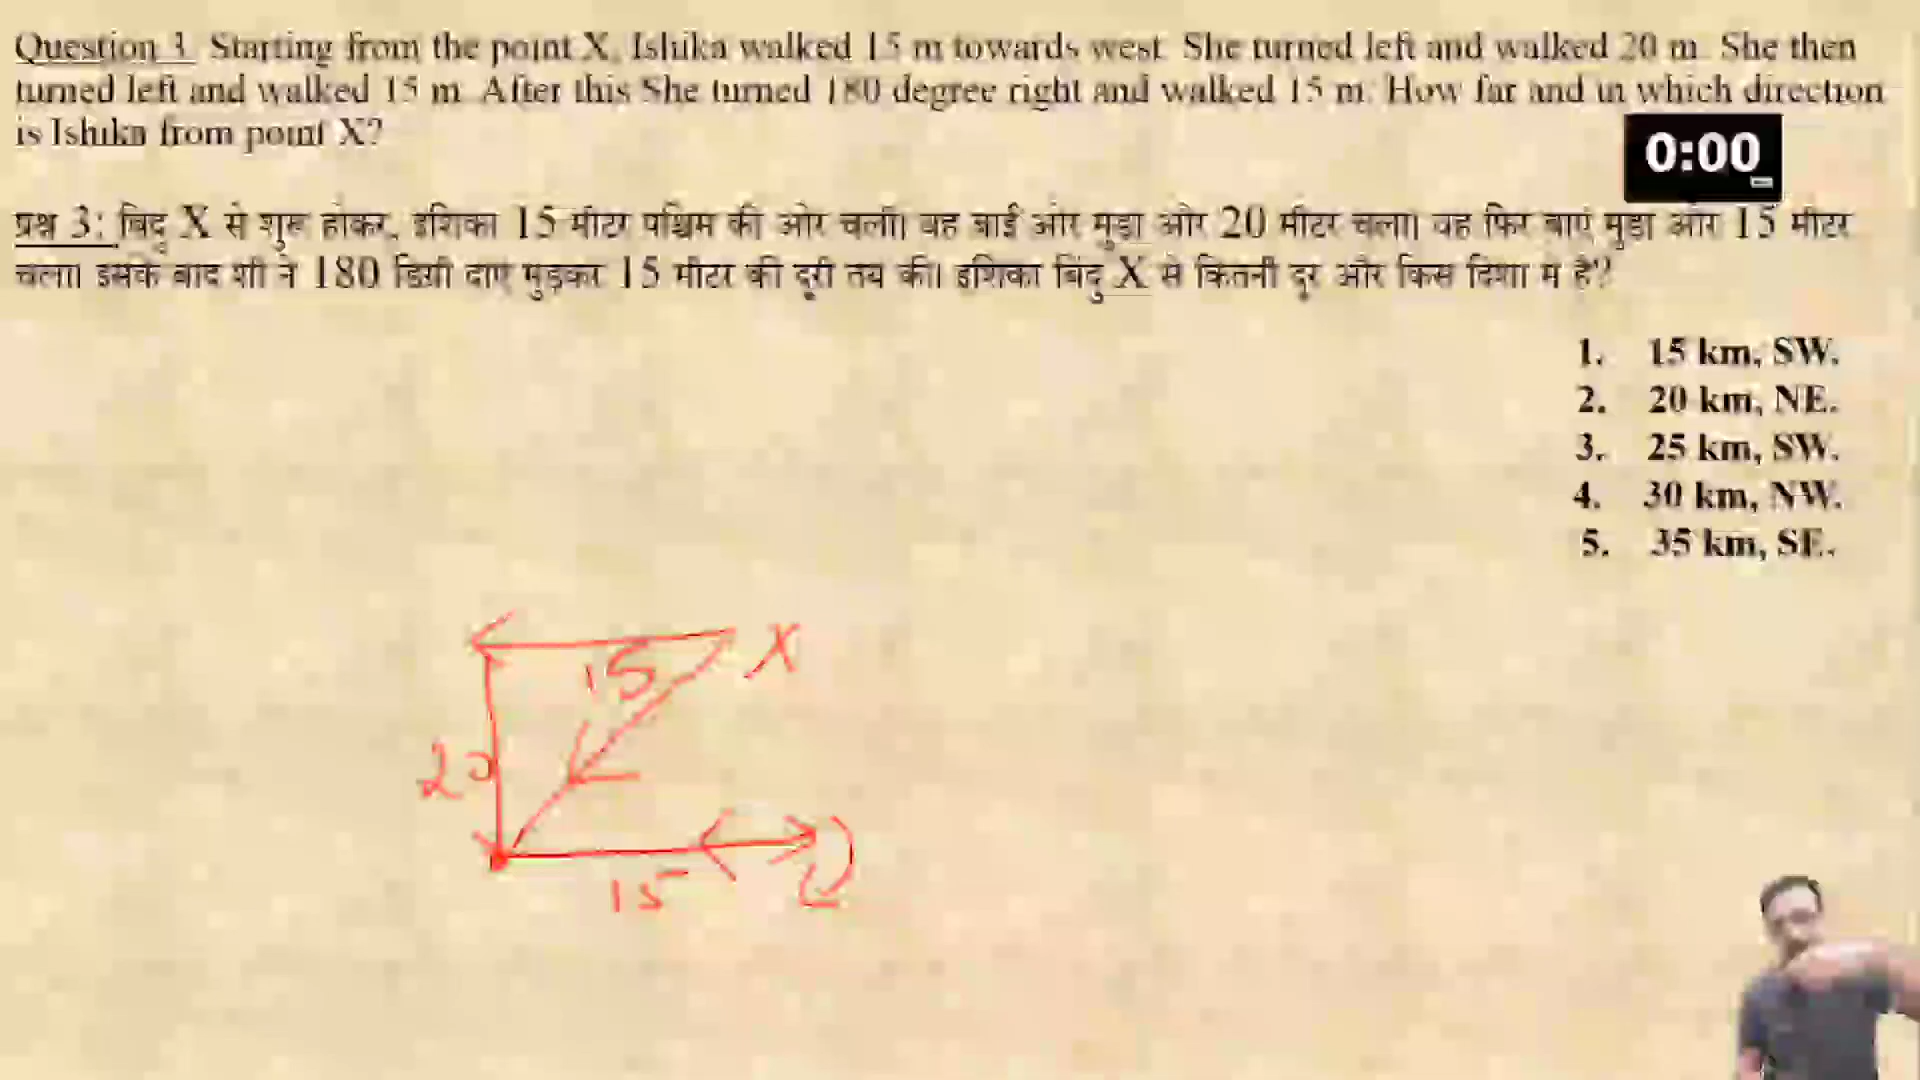 Question 3. Starting from the point X, Ishika walked 15 m towards west. She turned left and walked 20 m. She then
turned left and walked 15 m. After this She turned 180 degree right and walked 15 m. How far and in which direction
is Ishika from point X?
0:00
प्रश्न 3: बिंदु X से शुरू होकर, इशिका 15 मीटर पश्चिम की ओर चली। वह बाईं ओर मुड़ा और 20 मीटर चला। वह फिर बाएं मुड़ा और 15 मीटर
चला। इसके बाद शी ने 180 डिग्री दाएं मुड़कर 15 मीटर की दूरी तय की। इशिका बिंदु X से कितनी दूर और किस दिशा में है?
1. 15 km, SW.
2. 20 km, NE.
3. 25 km, SW.
4. 30 km, NW.
5. 35 km, SE.
X
15
20
15